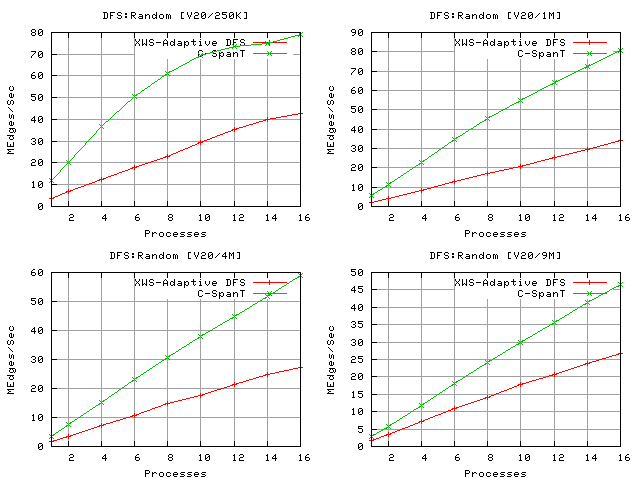 DFS:Random [V20/250K]
80
70
60
50
40
30
20
10
0
MEdges/Sec
XWS-Adaptive DFS
C-SpanT
2 4 6 8 10 12 14 16
Processes
DFS:Random [V20/1M]
90
80
70
60
50
40
30
20
10
0
MEdges/Sec
XWS-Adaptive DFS
C-SpanT
2 4 6 8 10 12 14 16
Processes
DFS:Random [V20/4M]
60
50
40
30
20
10
0
MEdges/Sec
XWS-Adaptive DFS
C-SpanT
2 4 6 8 10 12 14 16
Processes
DFS:Random [V20/9M]
50
45
40
35
30
25
20
15
10
5
0
MEdges/Sec
XWS-Adaptive DFS
C-SpanT
2 4 6 8 10 12 14 16
Processes